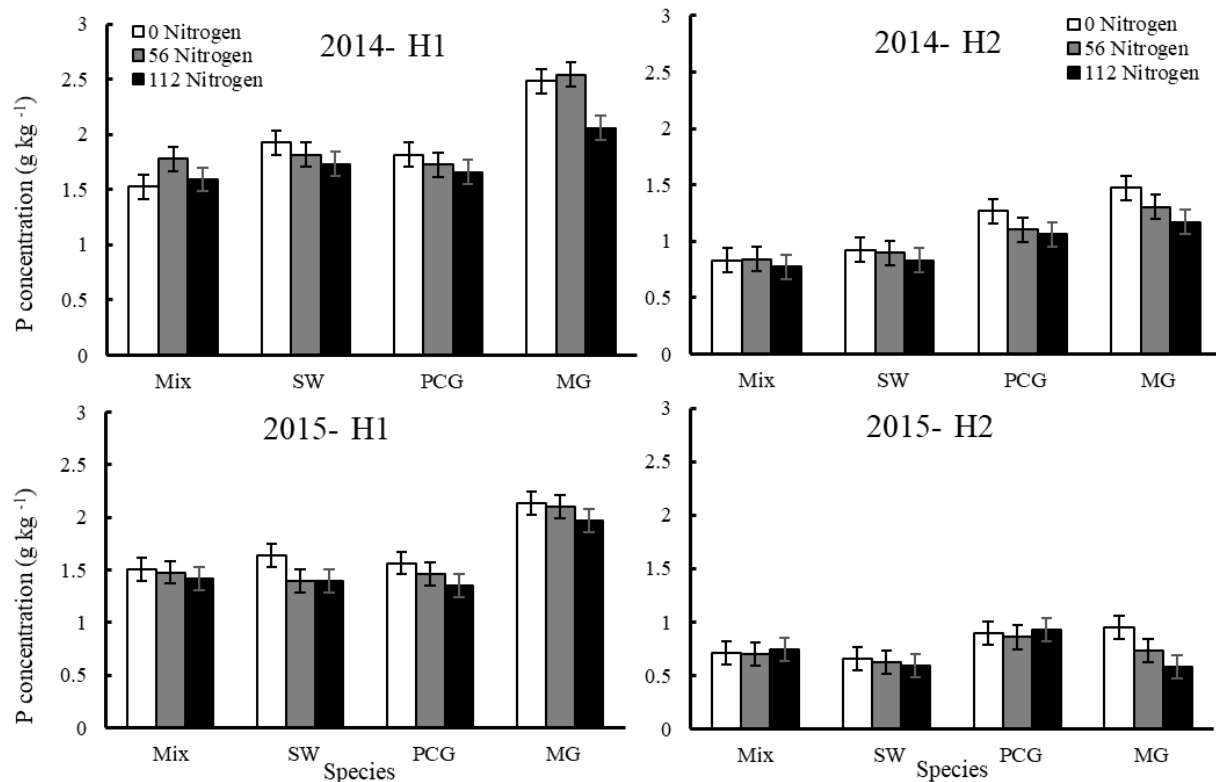 2014- H1
0 Nitrogen
56 Nitrogen
112 Nitrogen
P concentration (g kg -1)
3
2.5
2
1.5
1
0.5
0
Mix SW PCG MG
2014- H2
0 Nitrogen
56 Nitrogen
112 Nitrogen
3
2.5
2
1.5
1
0.5
0
Mix SW PCG MG
2015- H1
P concentration (g kg -1)
3
2.5
2
1.5
1
0.5
0
Mix SW PCG MG
Species
2015- H2
3
2.5
2
1.5
1
0.5
0
Mix SW PCG MG
Species